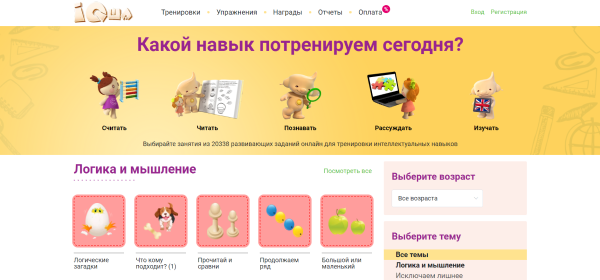 iQша
Тренировки Упражнения Награды Отчеты Оплата %
Вход Регистрация
Какой навык потренируем сегодня?
Считать Читать Познавать Рассуждать Изучать
Выбирайте занятия из 20338 развивающих заданий онлайн для тренировки интеллектуальных навыков
Логика и мышление
Посмотреть все
Логические загадки
Что кому подходит? (1)
Прочитай и сравни
Продолжаем ряд
Большой или маленький
Выберите возраст
Все возраста
Выберите тему
Все темы
Логика и мышление
Исключаем лишнее